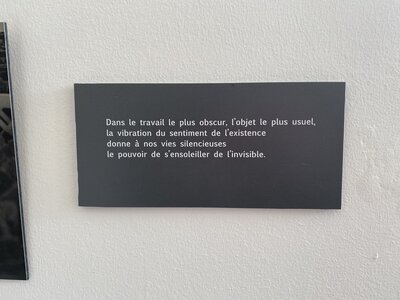 Dans le travail le plus obscur, l'objet le plus usuel,
la vibration du sentiment de l'existence
donne à nos vies silencieuses
le pouvoir de s'ensoleiller de l'invisible.